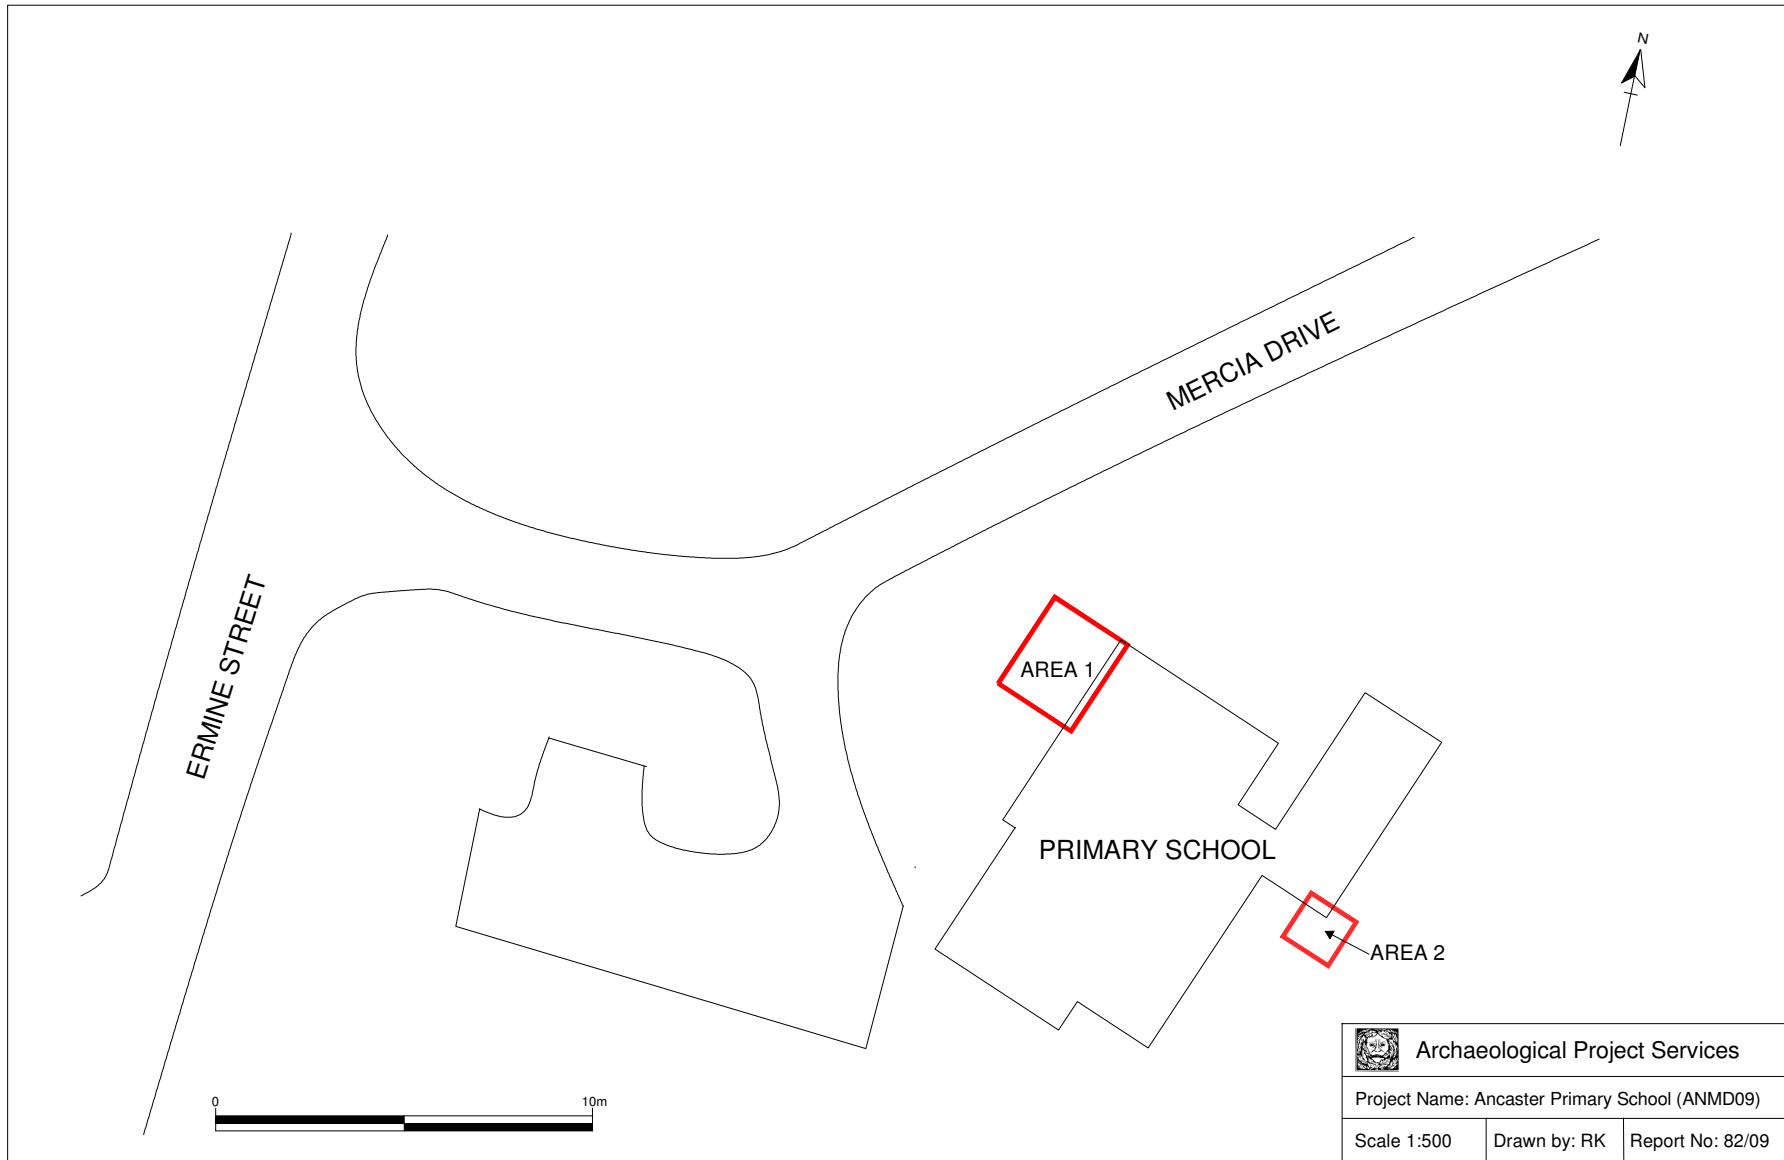 N
MERCIA DRIVE
ERMINE STREET
AREA 1
PRIMARY SCHOOL
AREA 2
0 10m
Archaeological Project Services
Project Name: Ancaster Primary School (ANMD09)
Scale 1:500 Drawn by: RK Report No: 82/09